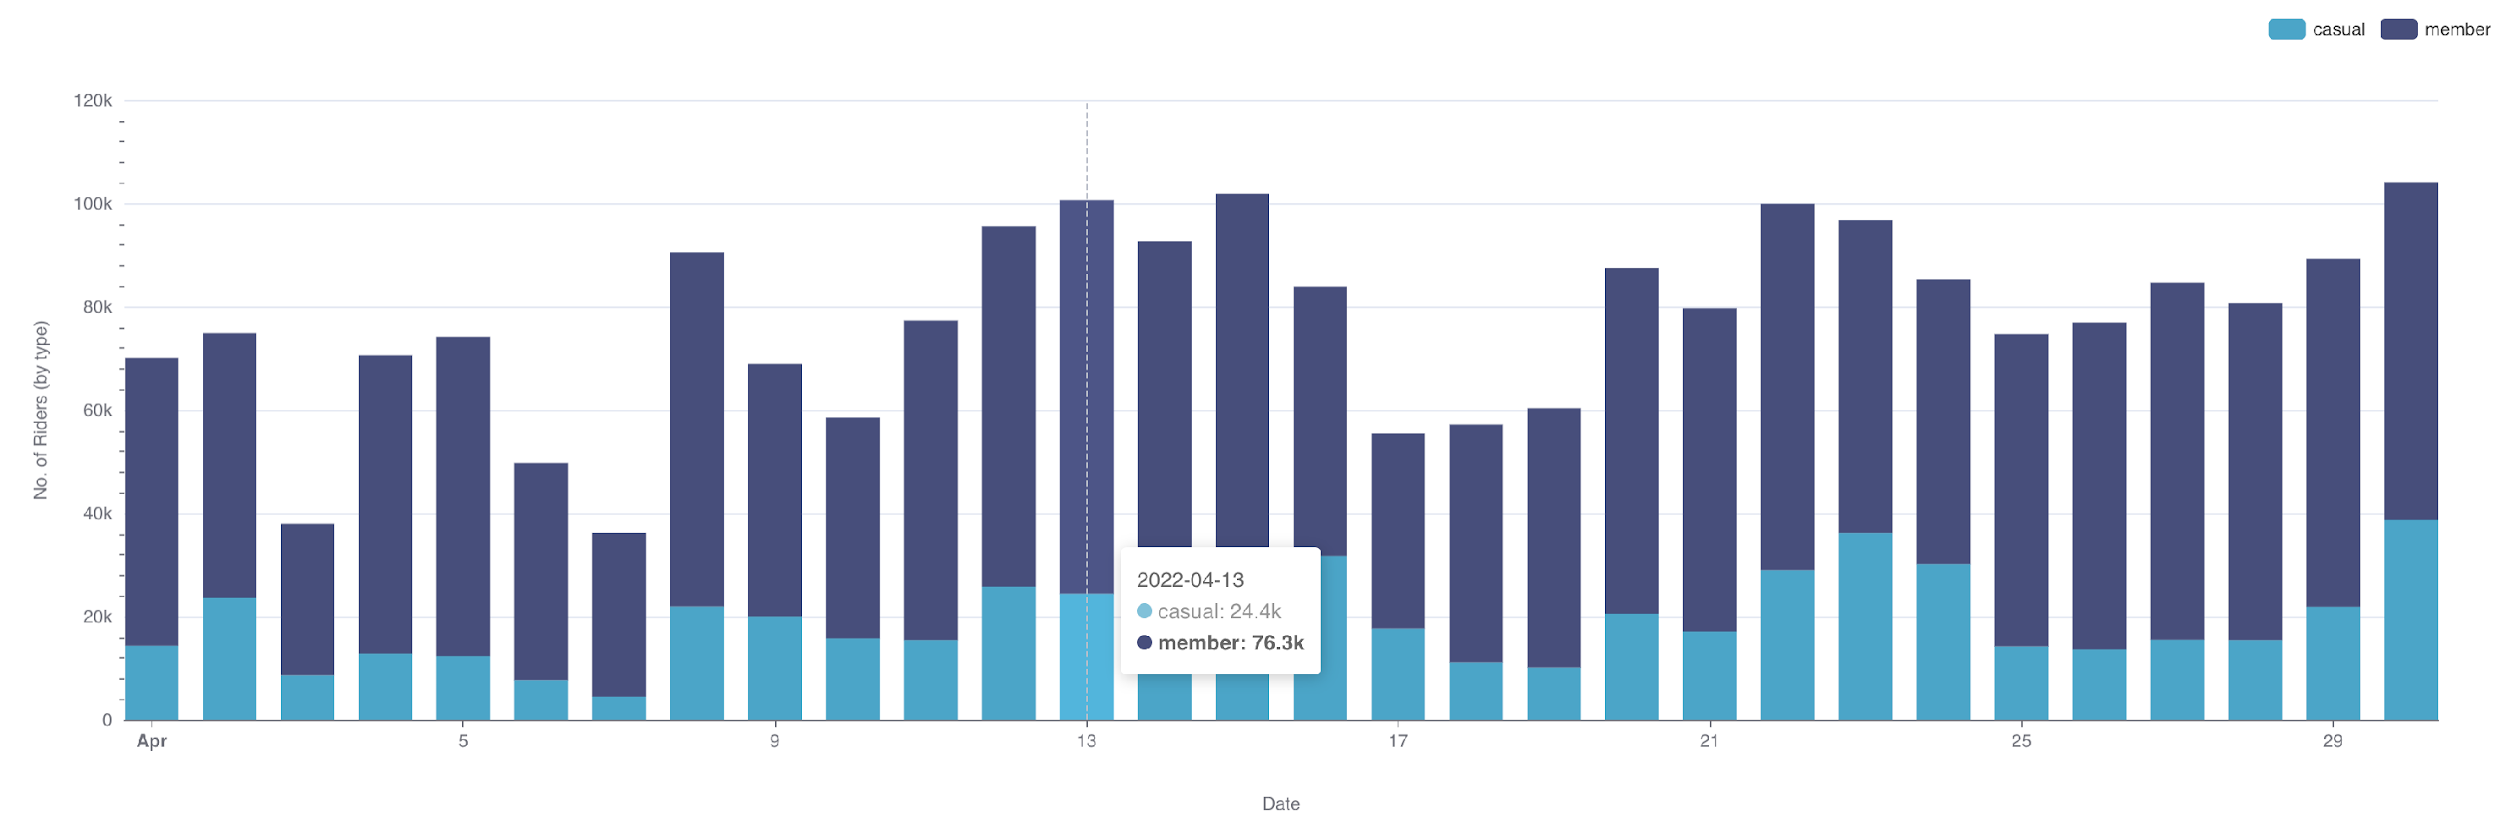 casual member
120k
100k
80k
60k
40k
20k
0
No. of Riders (by type)
2022-04-13
casual: 24.4k
member: 76.3k
Apr 5 9 13 17 21 25 29
Date